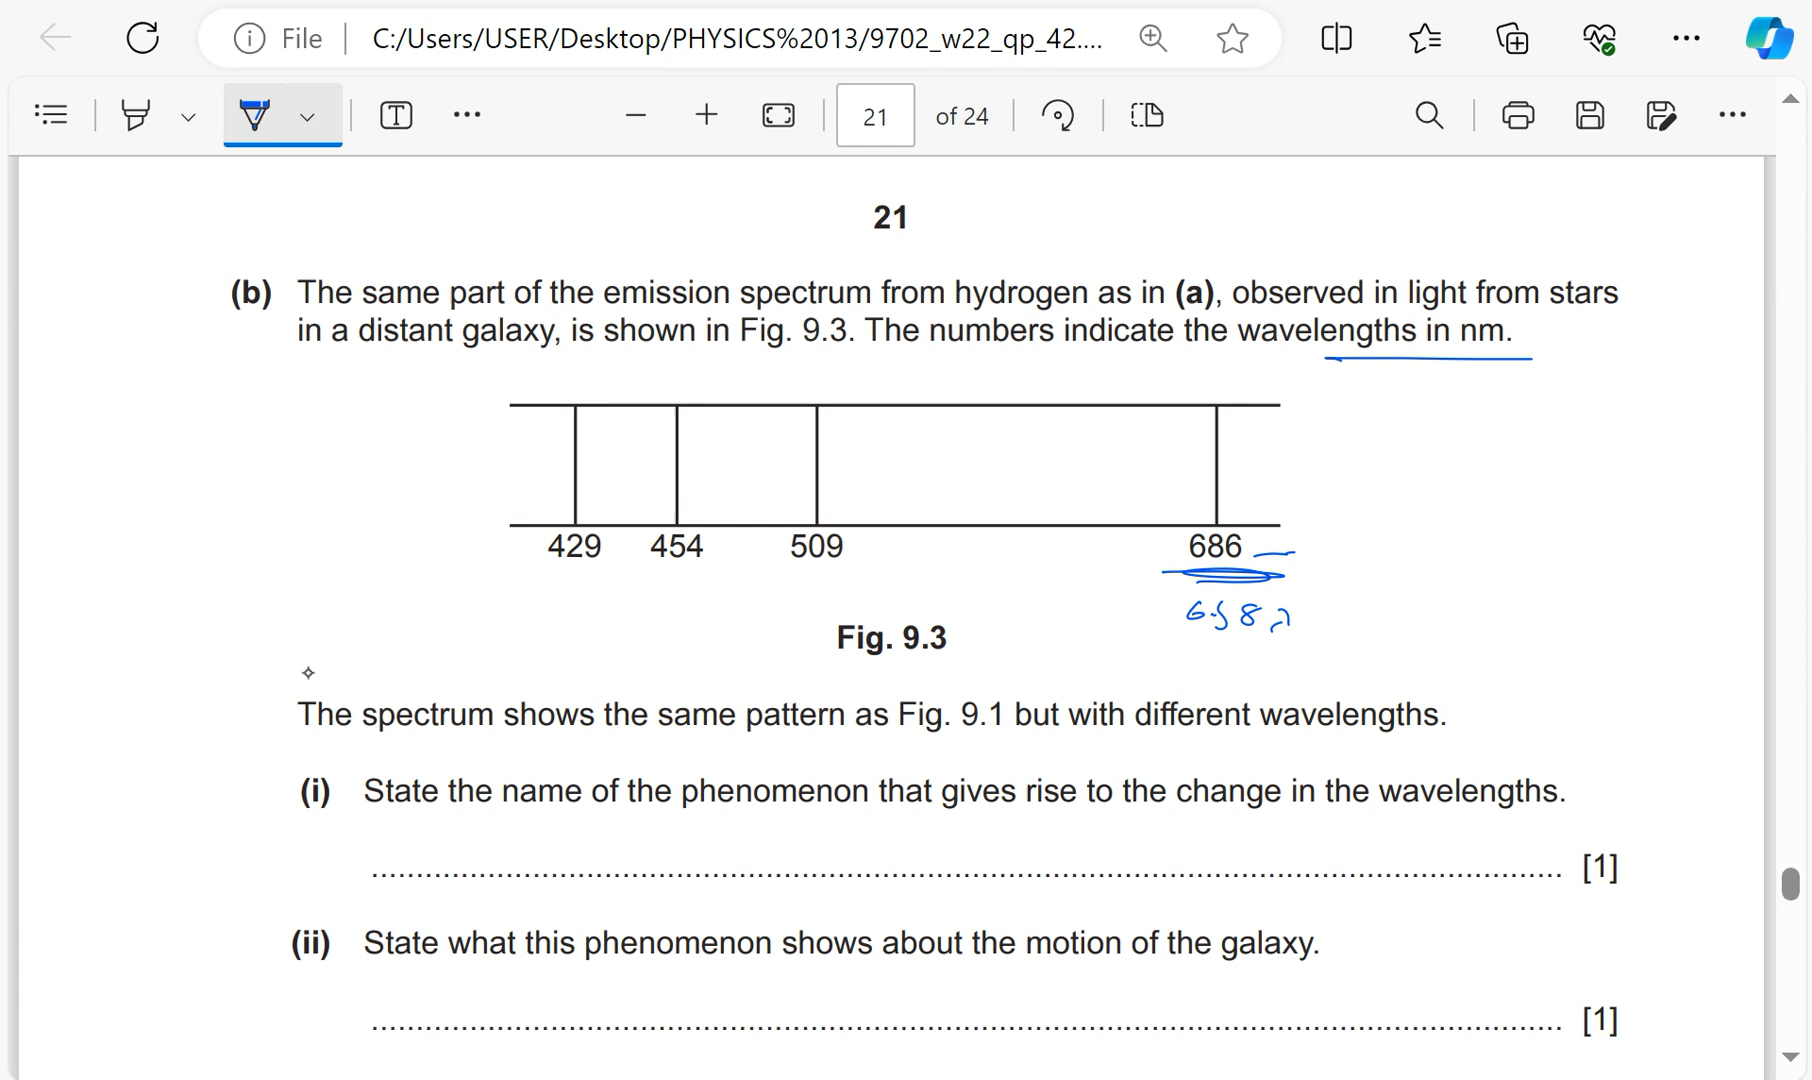 File
C:/Users/USER/Desktop/PHYSICS%2013/9702_w22_qp_42....
21 of 24
21
(b) The same part of the emission spectrum from hydrogen as in (a), observed in light from stars
in a distant galaxy, is shown in Fig. 9.3. The numbers indicate the wavelengths in nm.
429 454 509 686
Fig. 9.3
The spectrum shows the same pattern as Fig. 9.1 but with different wavelengths.
(i) State the name of the phenomenon that gives rise to the change in the wavelengths.
.......................................................................................................................................... [1]
(ii) State what this phenomenon shows about the motion of the galaxy.
.......................................................................................................................................... [1]